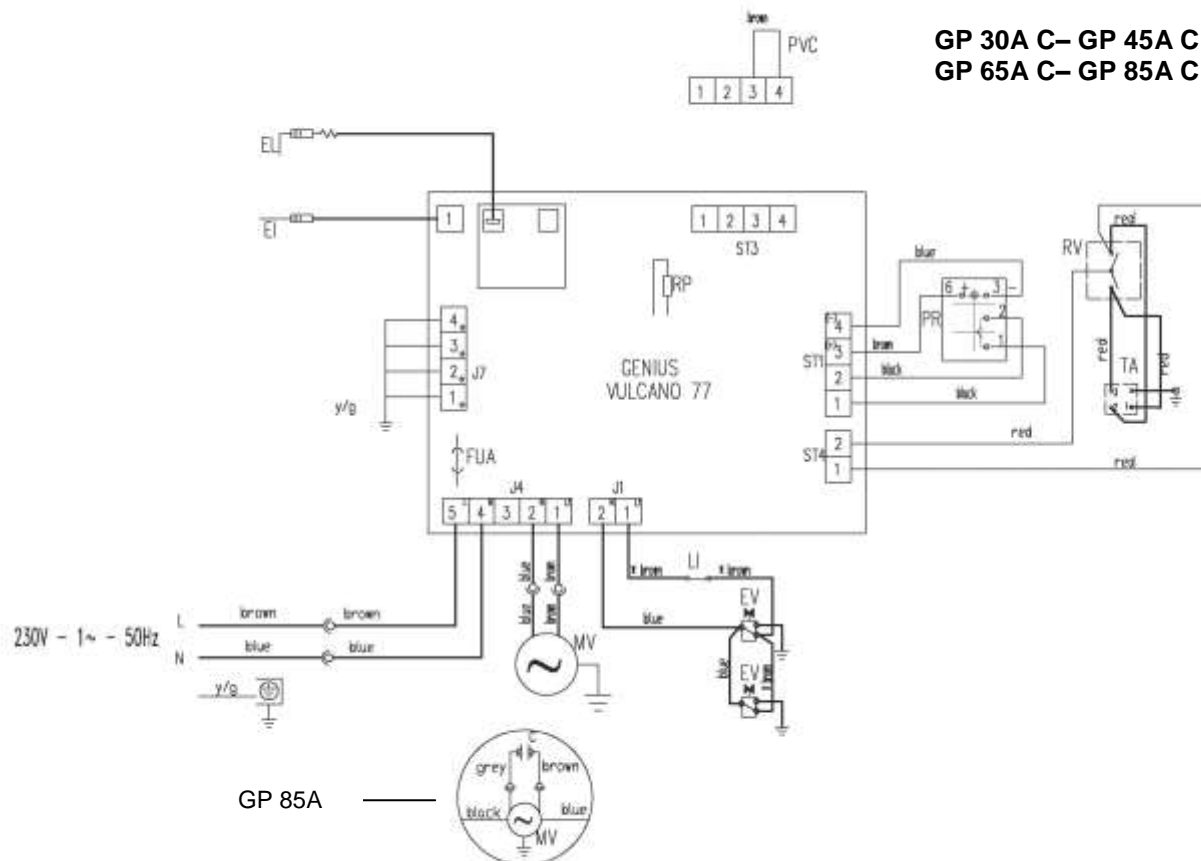 brown
PVC
1 2 3 4
GP 30A C– GP 45A C
GP 65A C– GP 85A C
EL
EI
1
1 2 3 4
ST3
RP
GENIUS
VULCANO 77
4
3
2
1
J7
y/g
FUA
J4
5 4 3 2 1
J1
2 1
blue
brown
black
black
4
3
2
1
ST1
2
1
ST4
6 + 3 -
2
1
PR
RV
red
red
red
TA
red
red
230V - 1~ - 50Hz
L
brown
brown
N
blue
blue
y/g
blue
brown
blue
brown
MV
brown
LI
brown
blue
EV
M
blue
brown
EV
M
GP 85A
C
grey
brown
black
blue
MV